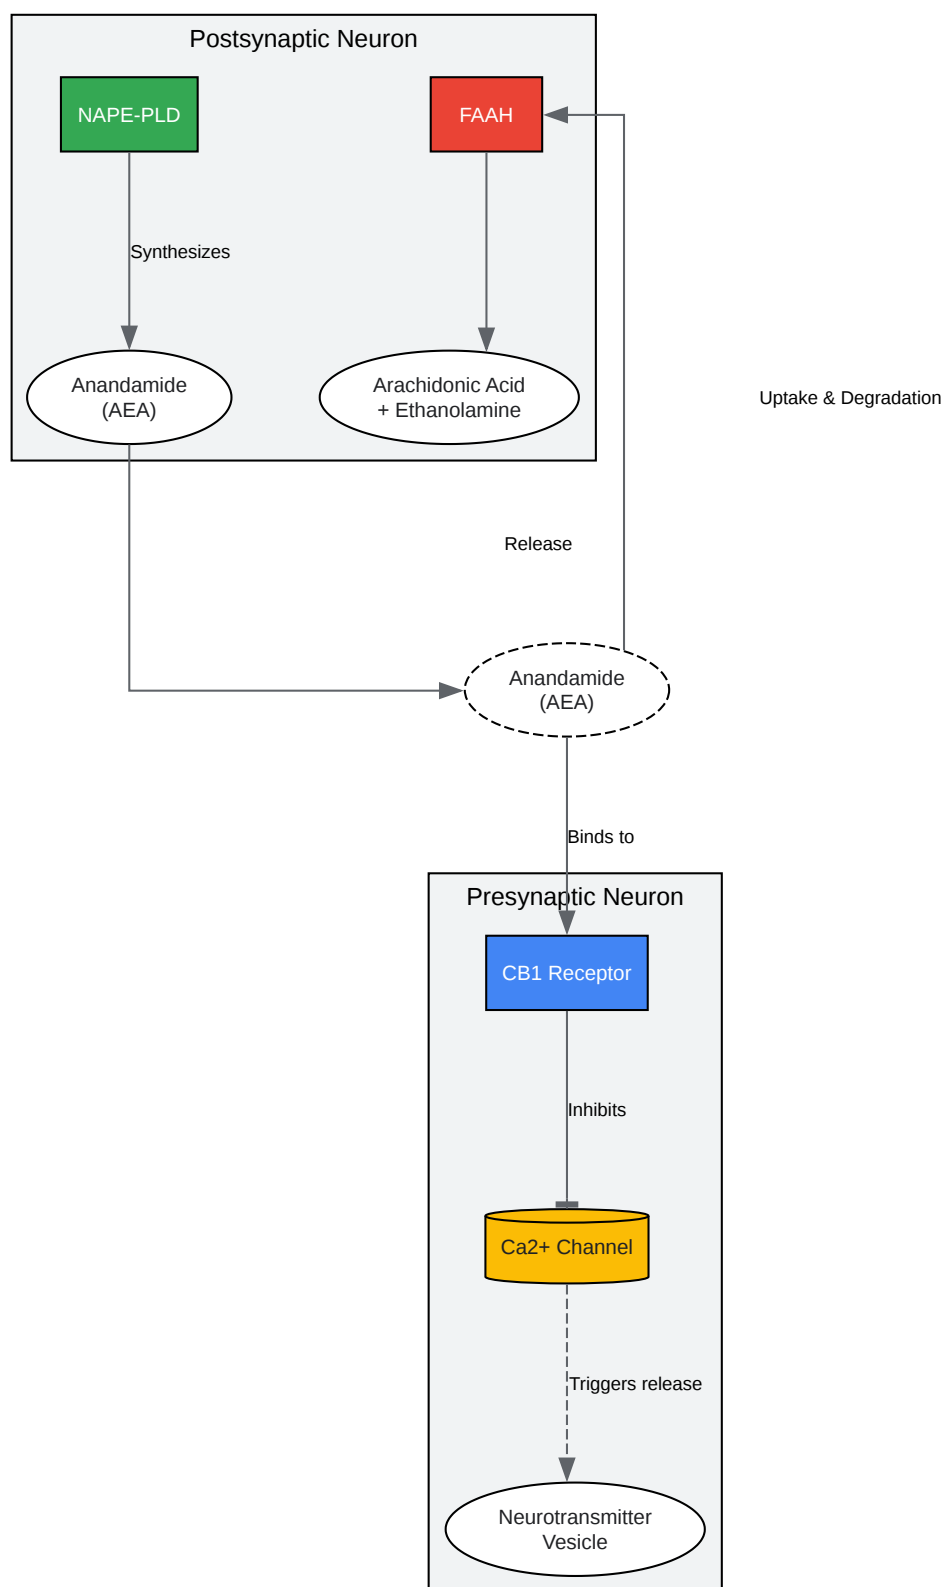 Postsynaptic Neuron
NAPE-PLD
FAAH
Synthesizes
Anandamide
(AEA)
Arachidonic Acid
+ Ethanolamine
Uptake & Degradation
Release
Anandamide
(AEA)
Binds to
Presynaptic Neuron
CB1 Receptor
Inhibits
Ca2+ Channel
Triggers release
Neurotransmitter
Vesicle